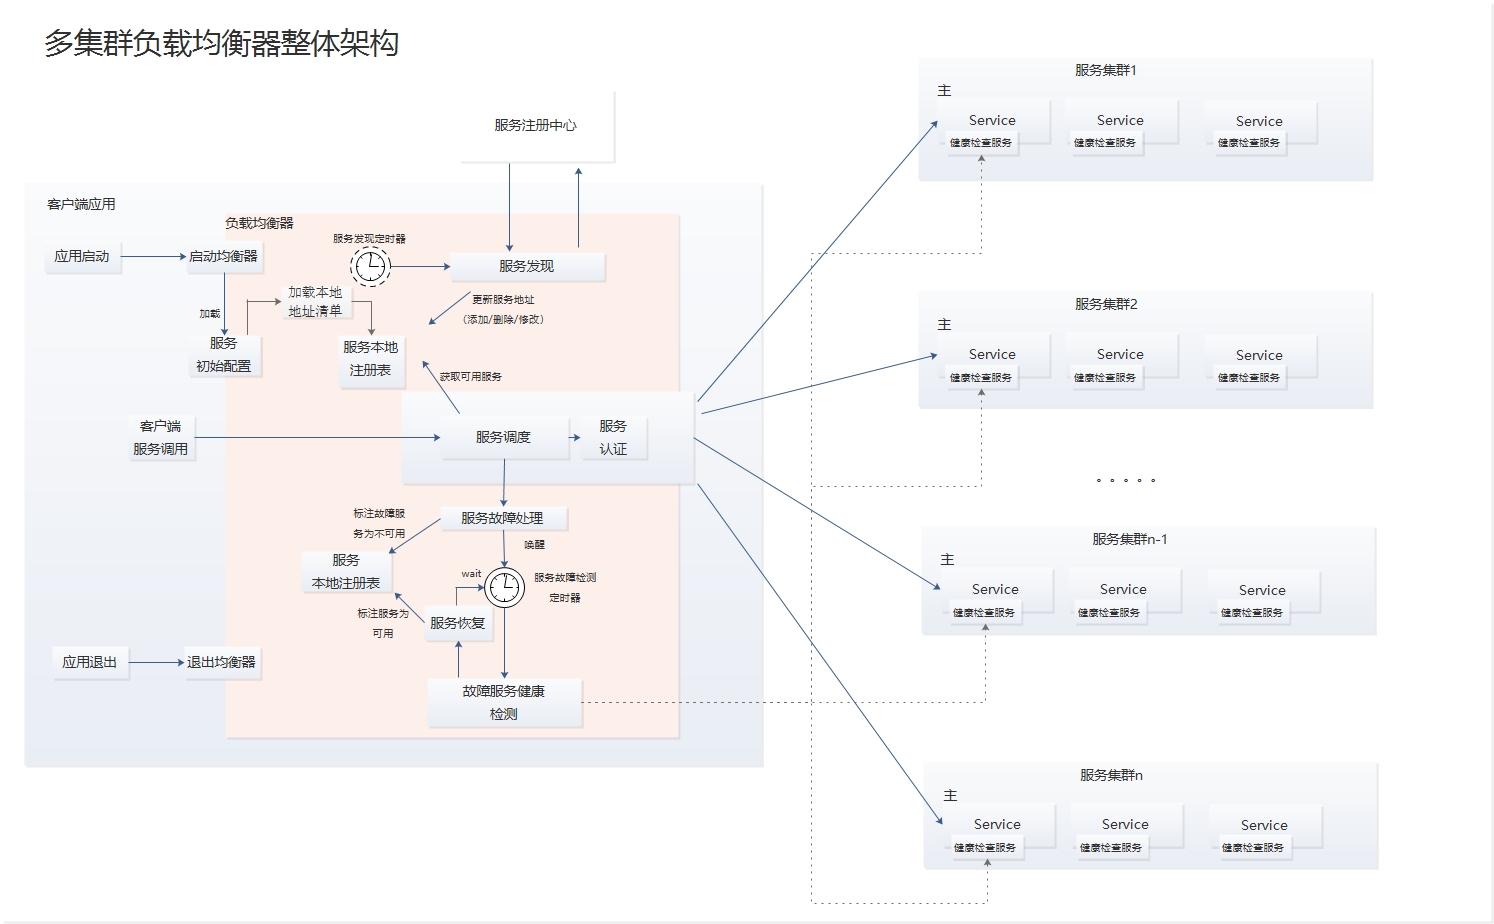 多集群负载均衡器整体架构
服务注册中心
客户端应用
负载均衡器
应用启动
启动均衡器
服务发现定时器
服务发现
加载
加载本地
地址清单
更新服务地址
（添加/删除/修改）
服务
初始配置
服务本地
注册表
获取可用服务
客户端
服务调用
服务调度
服务
认证
标注故障服
务为不可用
服务故障处理
唤醒
服务
本地注册表
wait
服务故障检测
定时器
标注服务为
可用
服务恢复
应用退出
退出均衡器
故障服务健康
检测
服务集群1
主
Service
健康检查服务
Service
健康检查服务
Service
健康检查服务
服务集群2
主
Service
健康检查服务
Service
健康检查服务
Service
健康检查服务
。。。。。
服务集群n-1
主
Service
健康检查服务
Service
健康检查服务
Service
健康检查服务
服务集群n
主
Service
健康检查服务
Service
健康检查服务
Service
健康检查服务